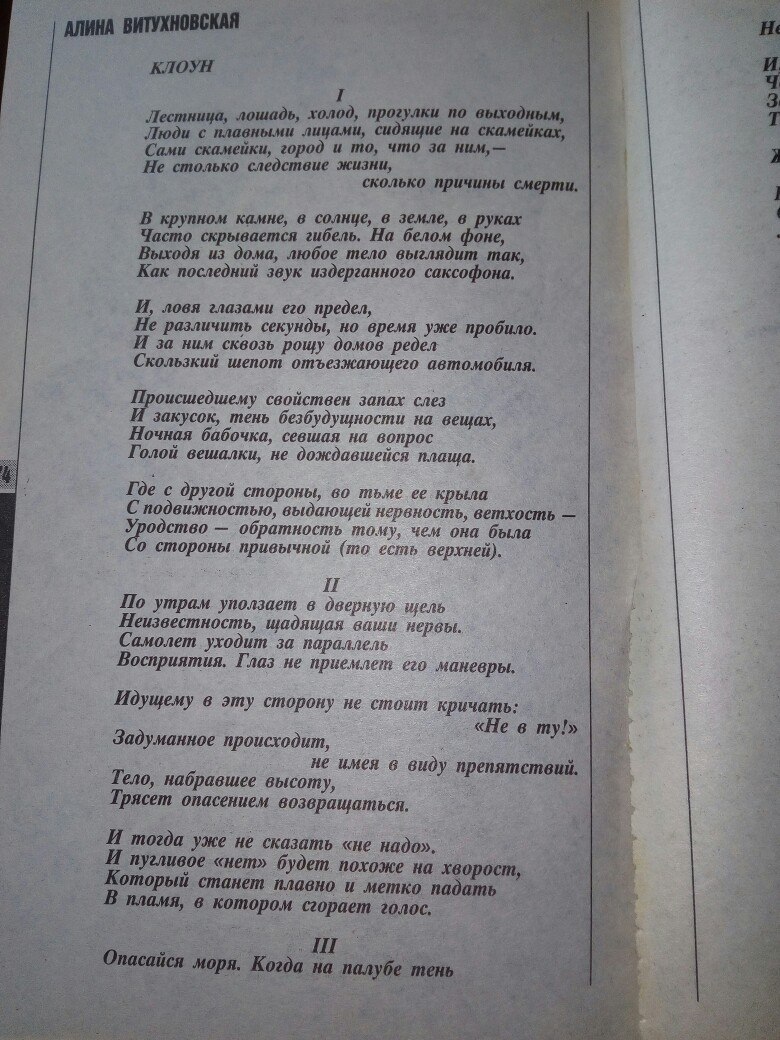 АЛИНА ВИТУХНОВСКАЯ
КЛОУН
I
Лестница, лошадь, холод, прогулки по выходным,
Люди с плавными лицами, сидящие на скамейках,
Сами скамейки, город и то, что за ним,—
Не столько следствие жизни,
сколько причины смерти.
В крупном камне, в солнце, в земле, в руках
Часто скрывается гибель. На белом фоне,
Выходя из дома, любое тело выглядит так,
Как последний звук издерганного саксофона.
И, ловя глазами его предел,
Не различить секунды, но время уже пробило.
И за ним сквозь рощу домов редел
Скользкий шепот отъезжающего автомобиля.
Происшедшему свойствен запах слез
И закусок, тень безбудущности на вещах,
Ночная бабочка, севшая на вопрос
Голой вешалки, не дождавшейся плаща.
Где с другой стороны, во тьме ее крыла
С подвижностью, выдающей нервность, ветхость —
Уродство — обратность тому, чем она была
Со стороны привычной (то есть верхней).
II
По утрам уползает в дверную щель
Неизвестность, щадящая ваши нервы.
Самолет уходит за параллель
Восприятия. Глаз не приемлет его маневры.
Идущему в эту сторону не стоит кричать:
«Не в ту!»
Задуманное происходит,
не имея в виду препятствий.
Тело, набравшее высоту,
Трясет опасением возвращаться.
И тогда уже не сказать «не надо».
И пугливое «нет» будет похоже на хворост,
Который станет плавно и метко падать
В пламя, в котором сгорает голос.
III
Опасайся моря. Когда на палубе тень